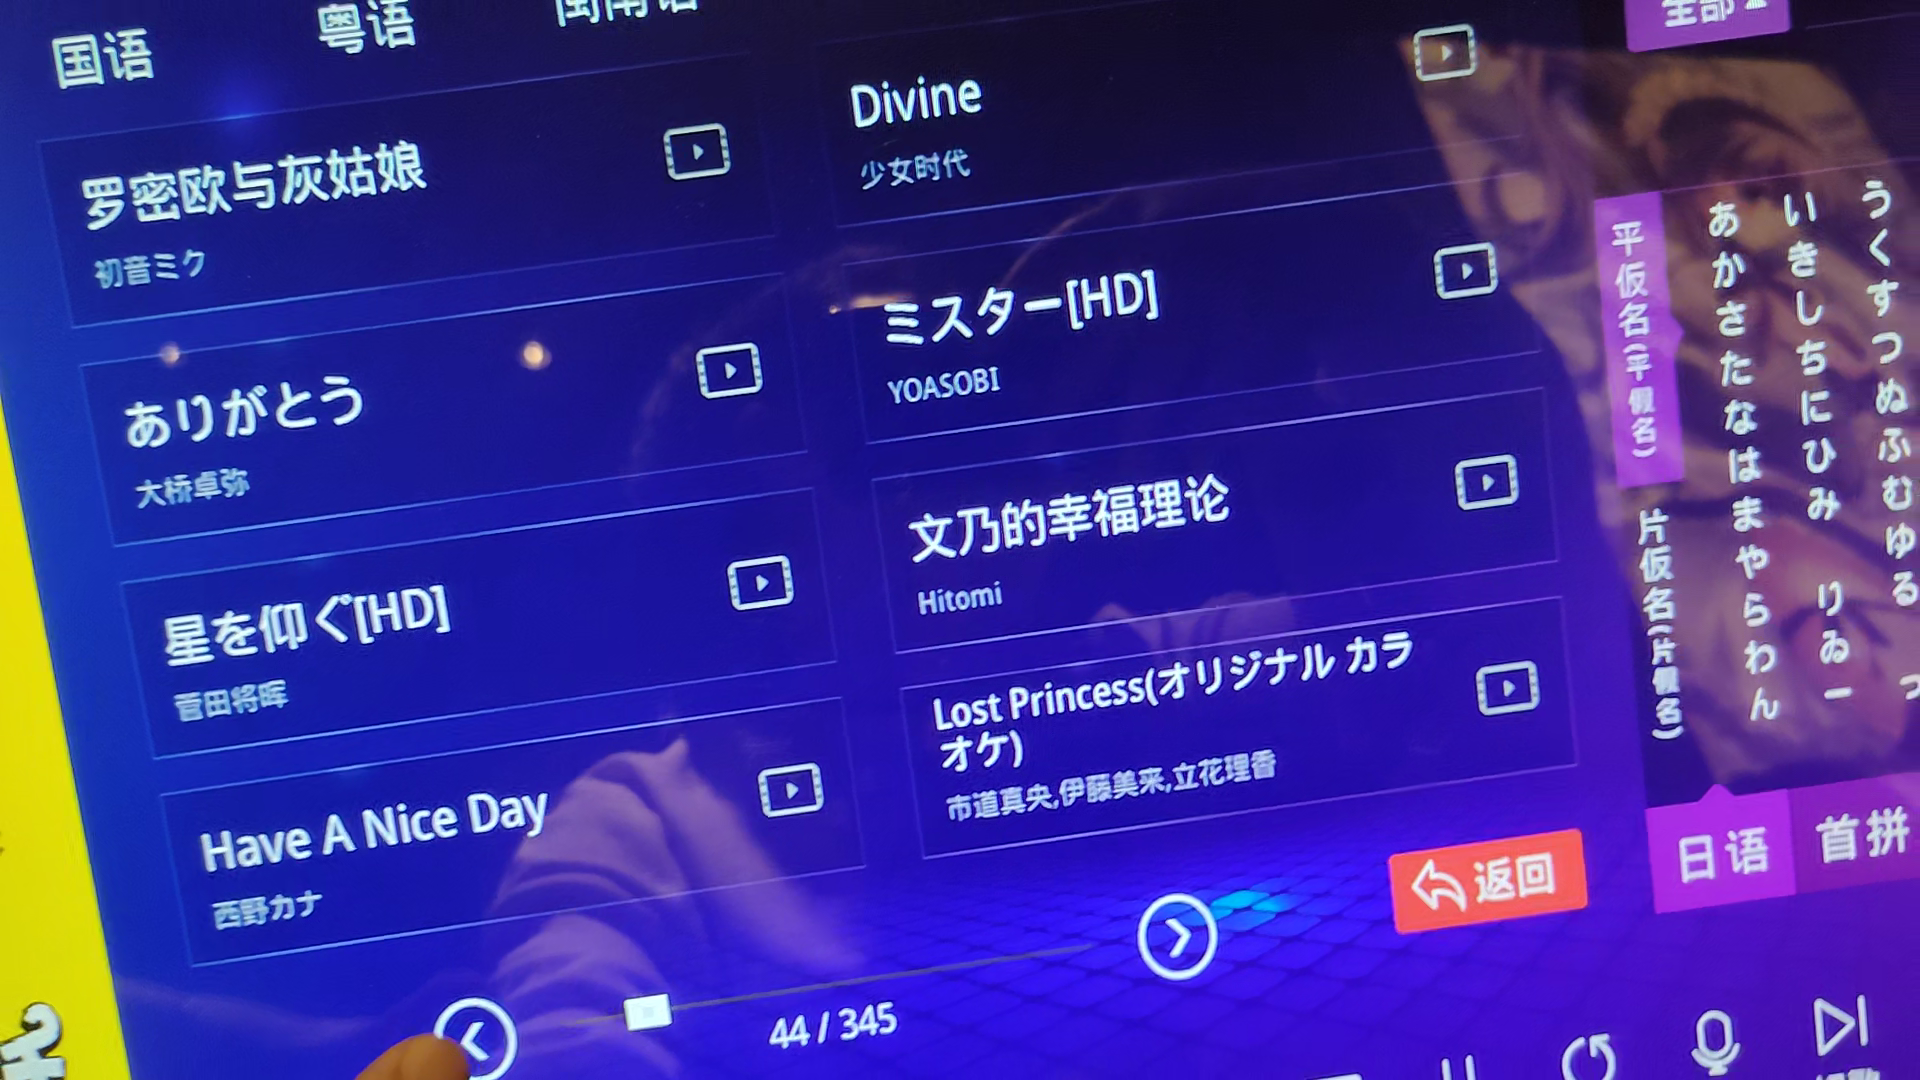 国语
粤语
闽南语
全部
罗密欧与灰姑娘
初音ミク
Divine
少女时代
ありがとう
大桥卓弥
ミスター[HD]
YOASOBI
星を仰ぐ[HD]
菅田将晖
文乃的幸福理论
Hitomi
Have A Nice Day
西野カナ
Lost Princess(オリジナル カラ
オケ)
市道真央,伊藤美来,立花理香
44 / 345
返回
平仮名(平假名)
片仮名(片假名)
あかさたなはまやらわん
いきしちにひみ りゐー
うくすつぬふむゆる っ
日语
首拼